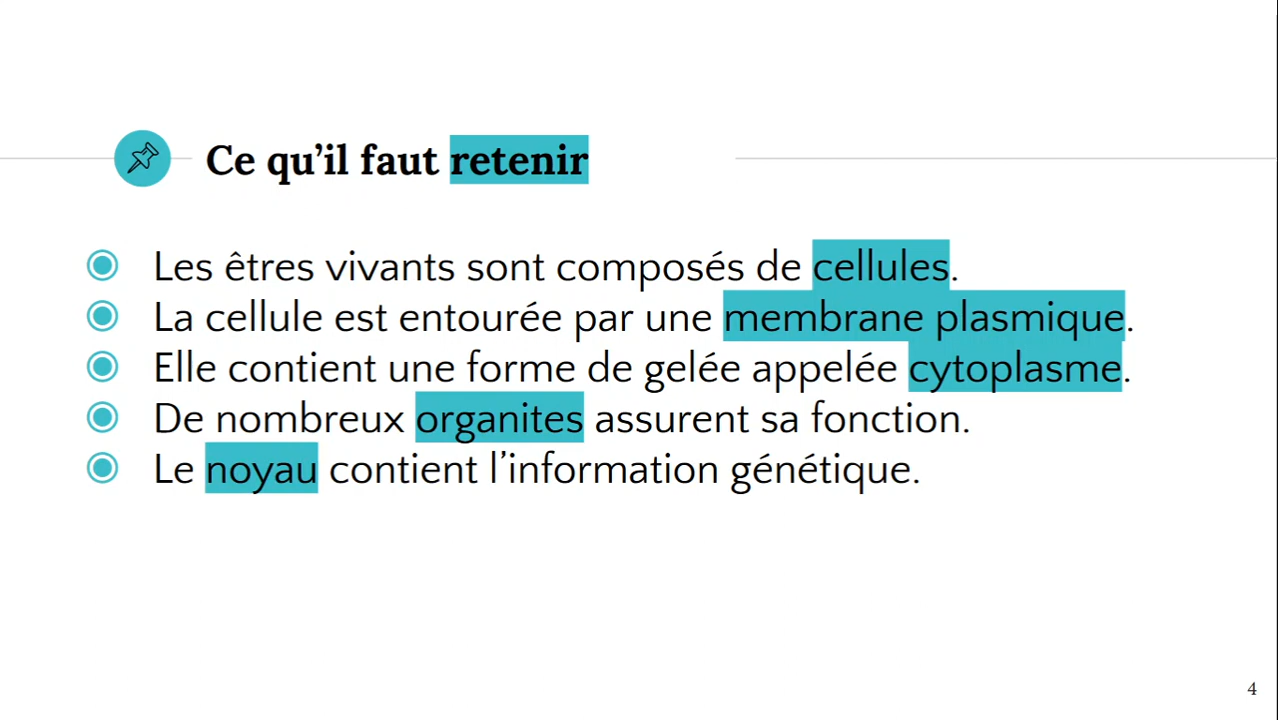 Ce qu’il faut retenir
Les êtres vivants sont composés de cellules.
La cellule est entourée par une membrane plasmique.
Elle contient une forme de gelée appelée cytoplasme.
De nombreux organites assurent sa fonction.
Le noyau contient l’information génétique.
4